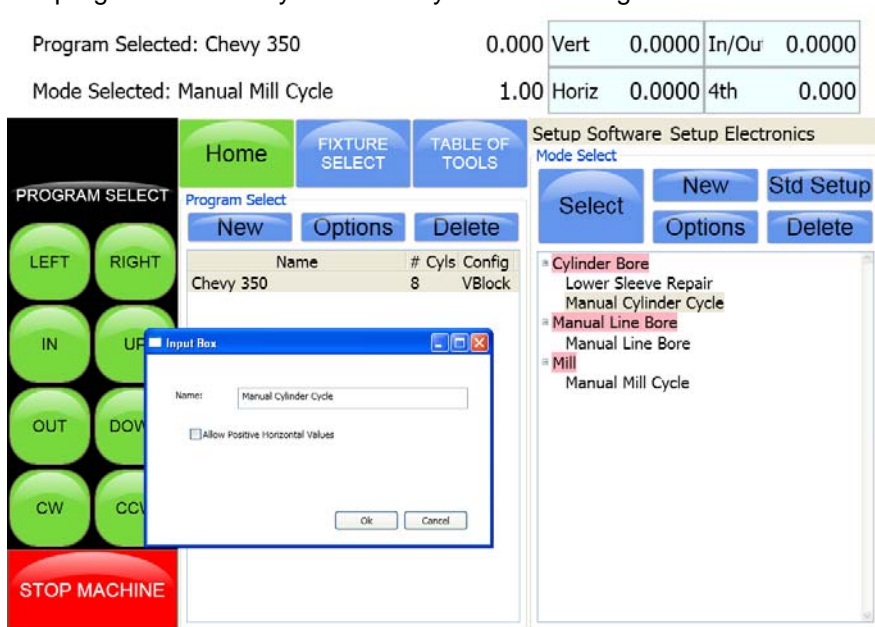 Program Selected: Chevy 350 0.000 Vert 0.0000 In/Ou 0.0000
Mode Selected: Manual Mill Cycle 1.00 Horiz 0.0000 4th 0.000
Setup Software Setup Electronics
Home FIXTURE SELECT TABLE OF TOOLS
Mode Select
Select New Std Setup
Options Delete
PROGRAM SELECT
Program Select
New Options Delete
Name # Cyls Config
Chevy 350 8 VBlock
LEFT RIGHT
IN UP
OUT DOW
CW CCW
STOP MACHINE
Cylinder Bore
Lower Sleeve Repair
Manual Cylinder Cycle
Manual Line Bore
Manual Line Bore
Mill
Manual Mill Cycle
Input Box
Name: Manual Cylinder Cycle
Allow Positive Horizontal Values
Ok Cancel